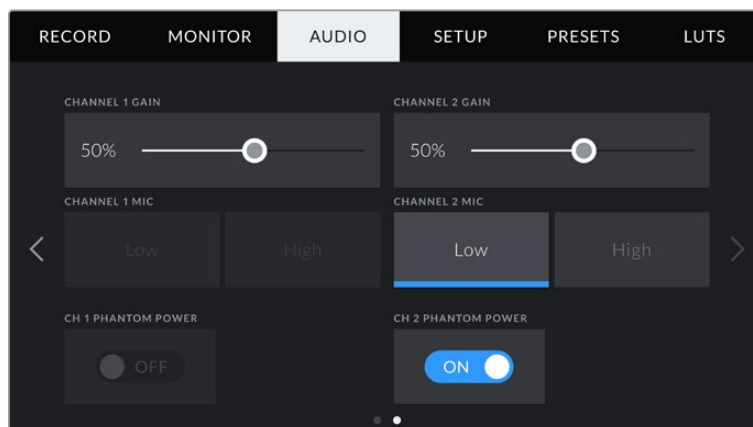 RECORD MONITOR AUDIO SETUP PRESETS LUTS
CHANNEL 1 GAIN CHANNEL 2 GAIN
50% 50%
CHANNEL 1 MIC CHANNEL 2 MIC
Low High Low High
CH 1 PHANTOM POWER CH 2 PHANTOM POWER
OFF ON